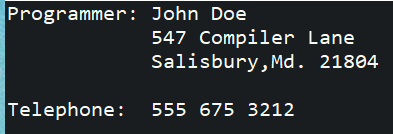 Programmer: John Doe
            547 Compiler Lane
            Salisbury,Md. 21804

Telephone:  555 675 3212